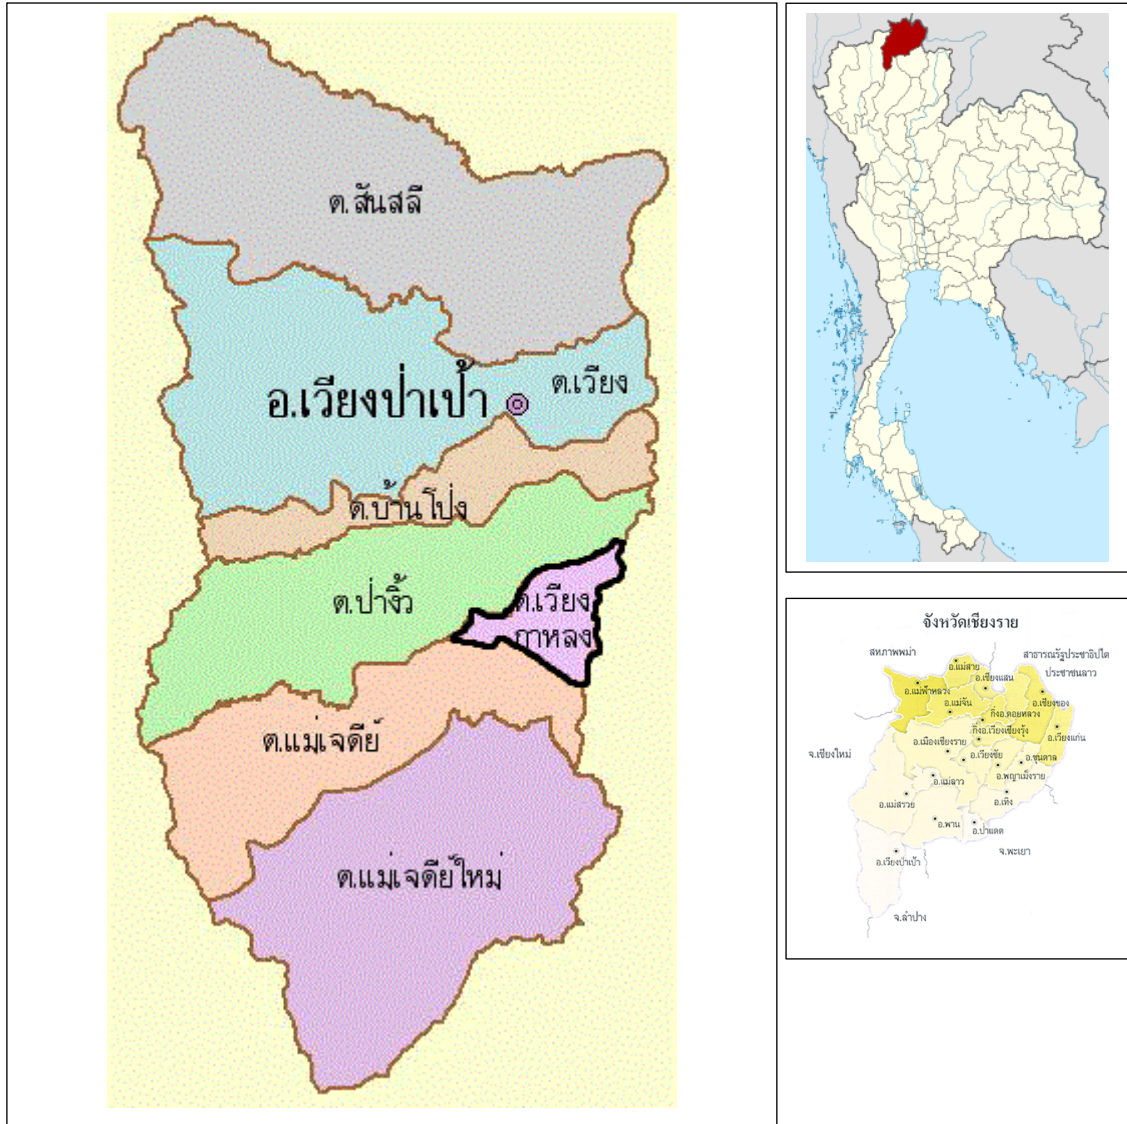 ต.สันสลี
อ.เวียงป่าเป้า
ต.เวียง
ต.บ้านโป่ง
ต.ป่างิ้ว
ต.เวียง
กาหลง
ต.แม่เจดีย์
ต.แม่เจดีย์ใหม่
จังหวัดเชียงราย
สหภาพพม่า
สาธารณรัฐประชาธิปไต
ประชาชนลาว
อ.แม่สาย
อ.เชียงแสน
อ.แม่ฟ้าหลวง
อ.เชียงของ
อ.แม่จัน
กิ่งอ.ดอยหลวง
กิ่งอ.เวียงเชียงรุ้ง
อ.เวียงแก่น
อ.เมืองเชียงราย
จ.เชียงใหม่
อ.เวียงชัย
อ.ขุนตาล
อ.พญาเม็งราย
อ.แม่ลาว
อ.แม่สรวย
อ.เทิง
อ.พาน
อ.ป่าแดด
จ.พะเยา
อ.เวียงป่าเป้า
จ.ลำปาง